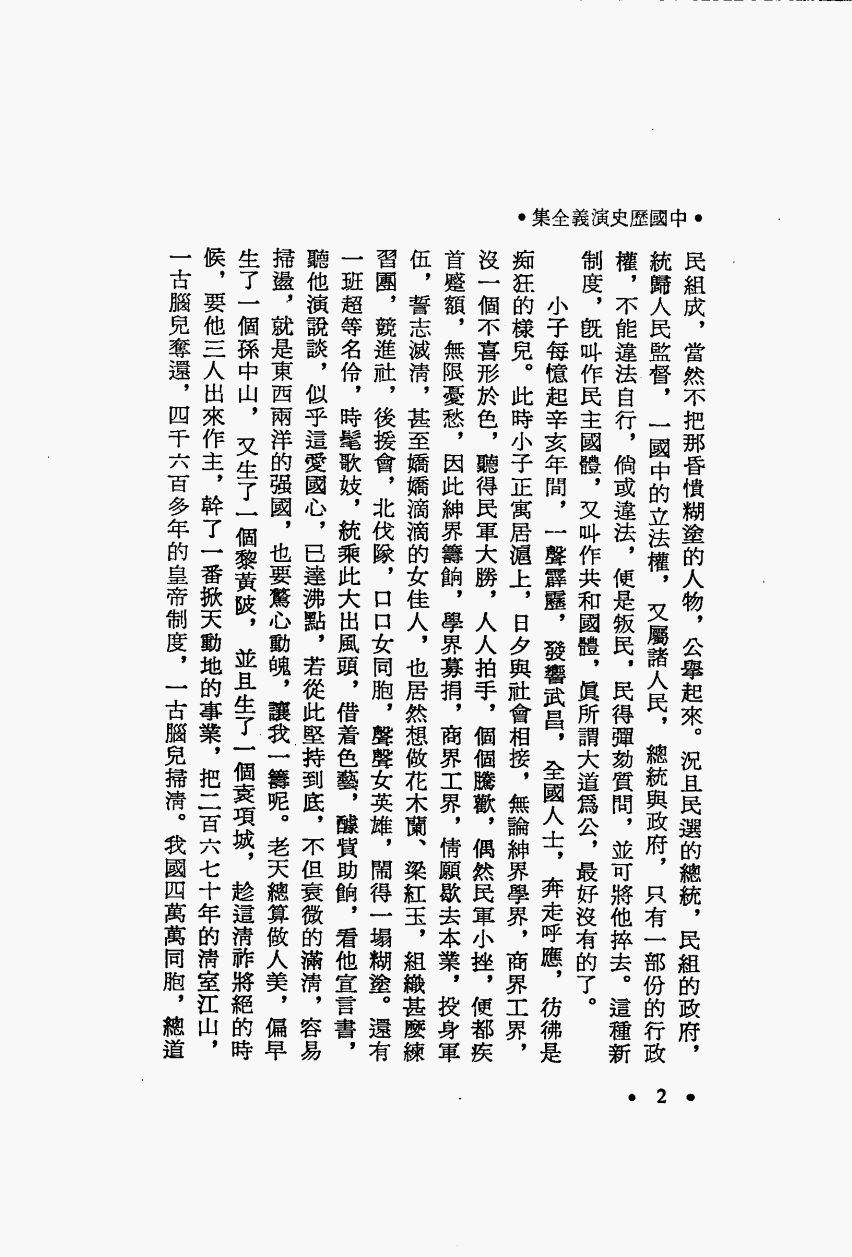 •中國歷史演義全集•
民組成，當然不把那昏憒糊塗的人物，公舉起來。況且民選的總統，民組的政府，
統歸人民監督，一國中的立法權，又屬諸人民，總統與政府，只有一部份的行政
權，不能違法自行，倘或違法，便是叛民，民得彈劾質問，並可將他捽去。這種新
制度，旣叫作民主國體，又叫作共和國體，眞所謂大道爲公，最好沒有的了。
小子每憶起辛亥年間，一聲霹靂，發響武昌，全國人士，奔走呼應，彷彿是
痴狂的樣兒。此時小子正寓居滬上，日夕與社會相接，無論紳界學界，商界工界，
沒一個不喜形於色，聽得民軍大勝，人人拍手，個個騰歡，偶然民軍小挫，便都疾
首蹙額，無限憂愁，因此紳界籌餉，學界募捐，商界工界，情願歇去本業，投身軍
伍，誓志滅淸，甚至嬌嬌滴滴的女佳人，也居然想做花木蘭、梁紅玉，組織甚麼練
習團，競進社，後援會，北伐隊，口口女同胞，聲聲女英雄，鬧得一塌糊塗。還有
一班超等名伶，時髦歌妓，統乘此大出風頭，借着色藝，醵貲助餉，看他宣言書，
聽他演說談，似乎這愛國心，已達沸點，若從此堅持到底，不但衰微的滿淸，容易
掃盪，就是東西兩洋的强國，也要驚心動魄，讓我一籌呢。老天總算做人美，偏早
生了一個孫中山，又生了一個黎黃陂，並且生了一個袁項城，趁這淸祚將絕的時
候，要他三人出來作主，幹了一番掀天動地的事業，把二百六七十年的淸室江山，
一古腦兒奪還，四千六百多年的皇帝制度，一古腦兒掃淸。我國四萬萬同胞，總道
• 2 •